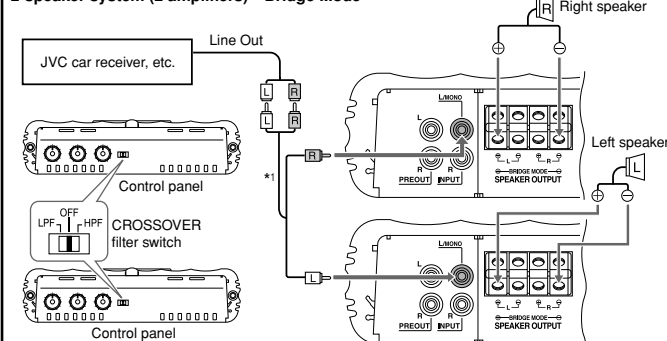 2-speaker system (2 amplifiers) - Bridge Mode
Right speaker
R
Line Out
JVC car receiver, etc.
L R
L R
L/MONO
L
R
*1
R
R
PREOUT INPUT
L R
BRIDGE MODE
SPEAKER OUTPUT
Left speaker
L
Control panel
OFF
LPF HPF
CROSSOVER
filter switch
L/MONO
L
L
R R
PREOUT INPUT
L R
BRIDGE MODE
SPEAKER OUTPUT
Control panel